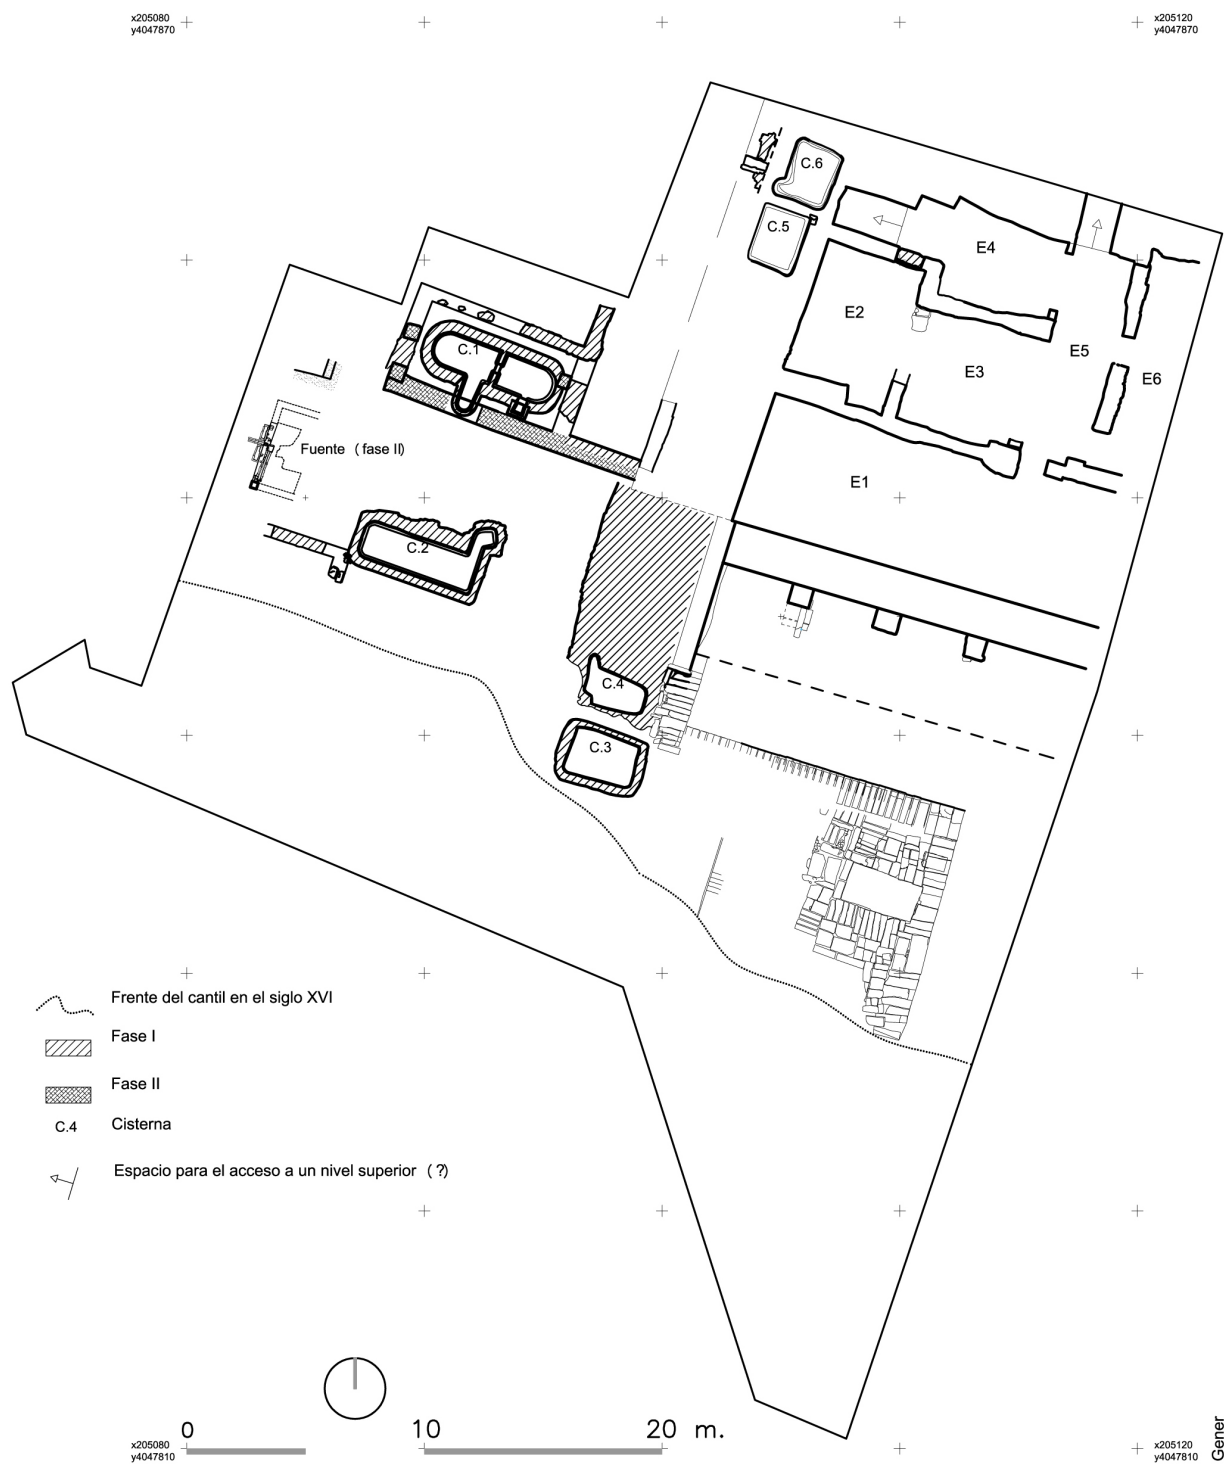 x205080
y4047870
x205120
y4047870
C.6
C.5
E4
E2
E5
C.1
E3
E6
Fuente (fase II)
E1
C.2
C.4
C.3
Frente del cantil en el siglo XVI
Fase I
Fase II
C.4 Cisterna
Espacio para el acceso a un nivel superior (?)
0 10 20 m.
x205080
y4047810
x205120
y4047810
Gener